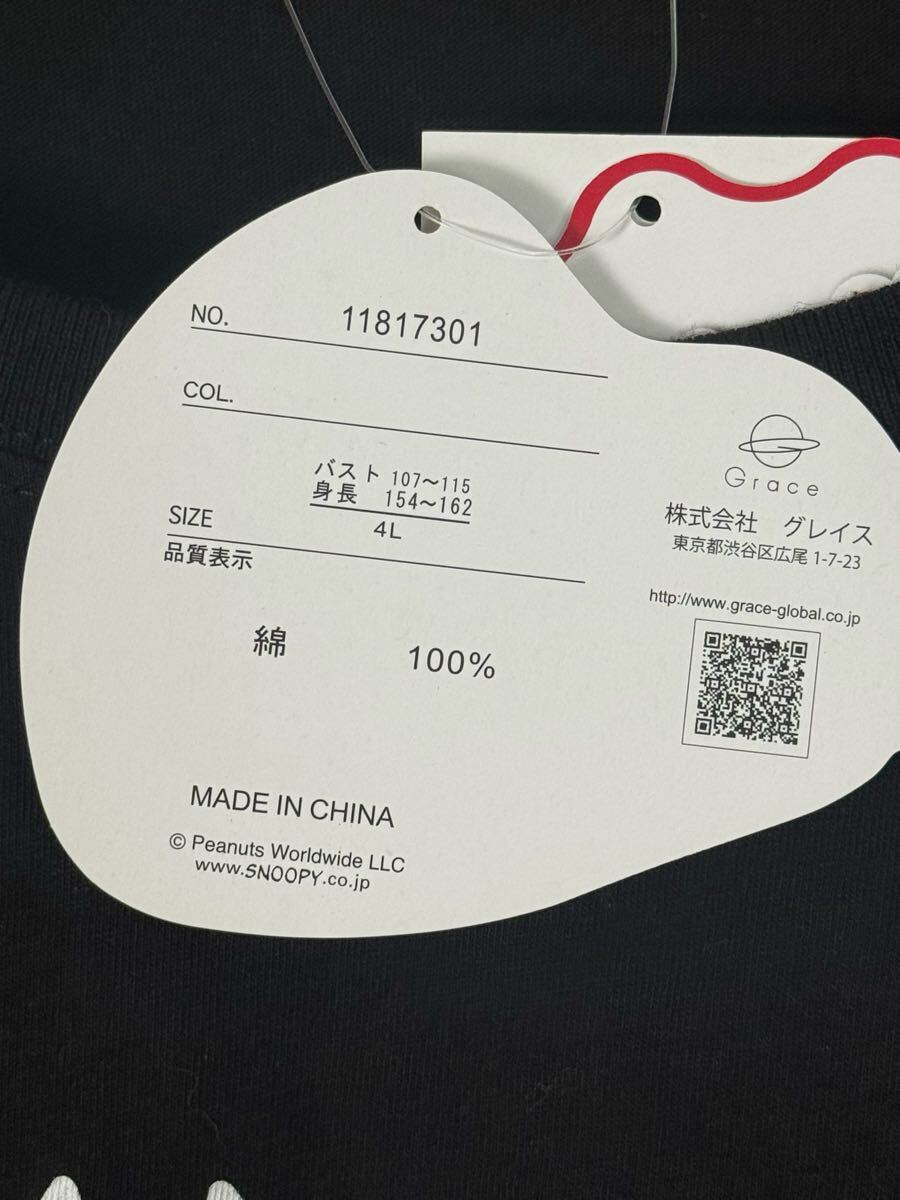 NO. 11817301
COL.
バスト 107～115
身長 154～162
SIZE 4L
品質表示
綿 100%
MADE IN CHINA
© Peanuts Worldwide LLC
www.SNOOPY.co.jp
Grace
株式会社 グレイス
東京都渋谷区広尾1-7-23
http://www.grace-global.co.jp